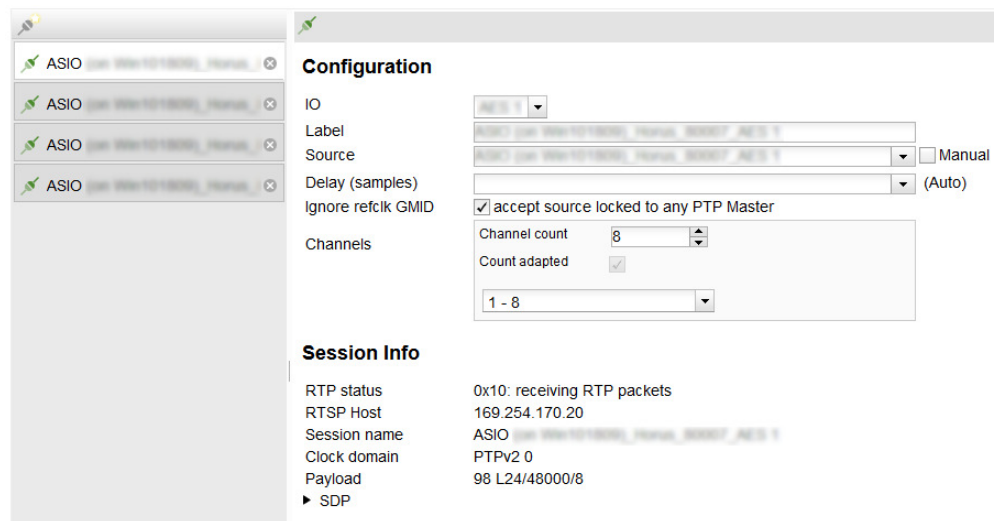 ASIO
ASIO
ASIO
ASIO
Configuration
IO
Label
Source Manual
Delay (samples) (Auto)
Ignore refclk GMID accept source locked to any PTP Master
Channels
Channel count 8
Count adapted
1 - 8
Session Info
RTP status 0x10: receiving RTP packets
RTSP Host 169.254.170.20
Session name ASIO
Clock domain PTPv2 0
Payload 98 L24/48000/8
SDP